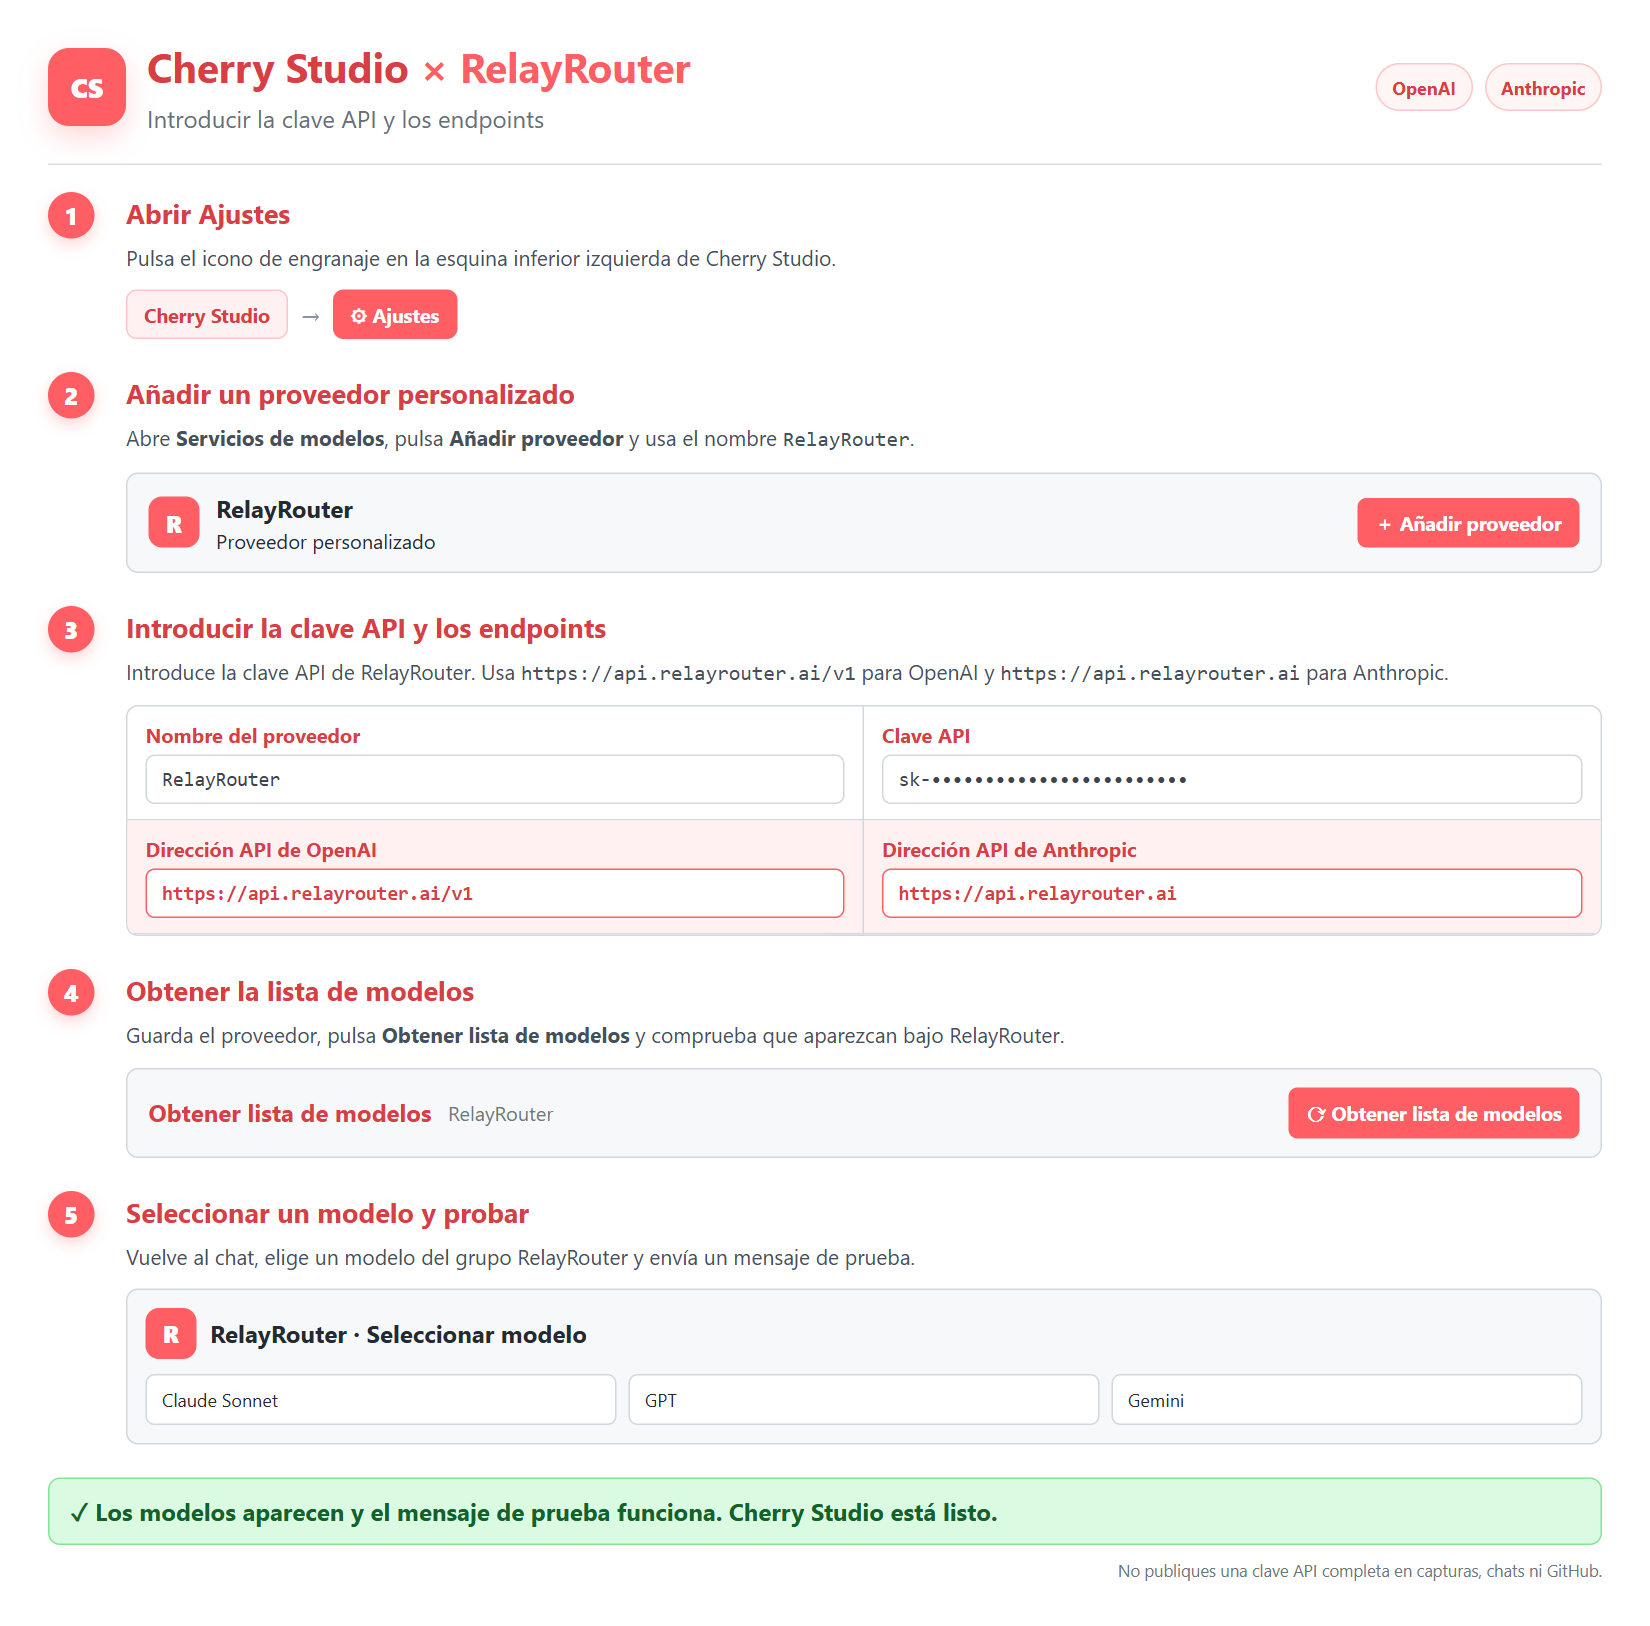 CS
Cherry Studio × RelayRouter
Introducir la clave API y los endpoints
OpenAI
Anthropic
1
Abrir Ajustes
Pulsa el icono de engranaje en la esquina inferior izquierda de Cherry Studio.
Cherry Studio → ⚙ Ajustes
2
Añadir un proveedor personalizado
Abre Servicios de modelos, pulsa Añadir proveedor y usa el nombre RelayRouter.
R
RelayRouter
Proveedor personalizado
+ Añadir proveedor
3
Introducir la clave API y los endpoints
Introduce la clave API de RelayRouter. Usa https://api.relayrouter.ai/v1 para OpenAI y https://api.relayrouter.ai para Anthropic.
Nombre del proveedor
RelayRouter
Clave API
sk-••••••••••••••••••••••••
Dirección API de OpenAI
https://api.relayrouter.ai/v1
Dirección API de Anthropic
https://api.relayrouter.ai
4
Obtener la lista de modelos
Guarda el proveedor, pulsa Obtener lista de modelos y comprueba que aparezcan bajo RelayRouter.
Obtener lista de modelos RelayRouter
⟳ Obtener lista de modelos
5
Seleccionar un modelo y probar
Vuelve al chat, elige un modelo del grupo RelayRouter y envía un mensaje de prueba.
R
RelayRouter · Seleccionar modelo
Claude Sonnet
GPT
Gemini
✓ Los modelos aparecen y el mensaje de prueba funciona. Cherry Studio está listo.
No publiques una clave API completa en capturas, chats ni GitHub.